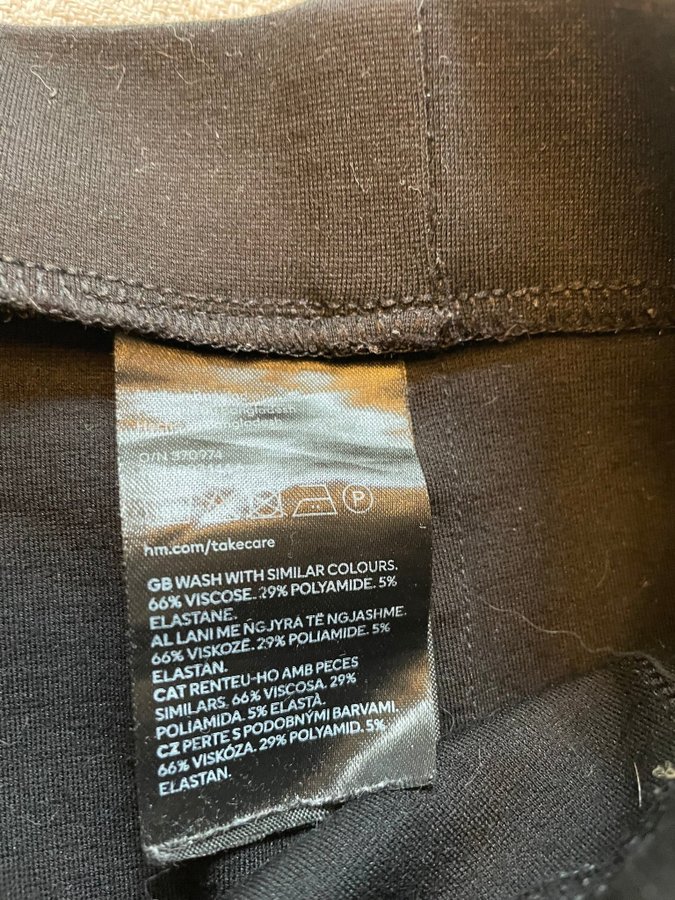 O/N 370274
P
hm.com/takecare
GB WASH WITH SIMILAR COLOURS.
66% VISCOSE. 29% POLYAMIDE. 5%
ELASTANE.
AL LANI ME NGJYRA TË NGJASHME.
66% VISKOZË. 29% POLIAMIDE. 5%
ELASTAN.
CAT RENTEU-HO AMB PECES
SIMILARS. 66% VISCOSA. 29%
POLIAMIDA. 5% ELASTÀ.
CZ PERTE S PODOBNÝMI BARVAMI.
66% VISKÓZA. 29% POLYAMID. 5%
ELASTAN.